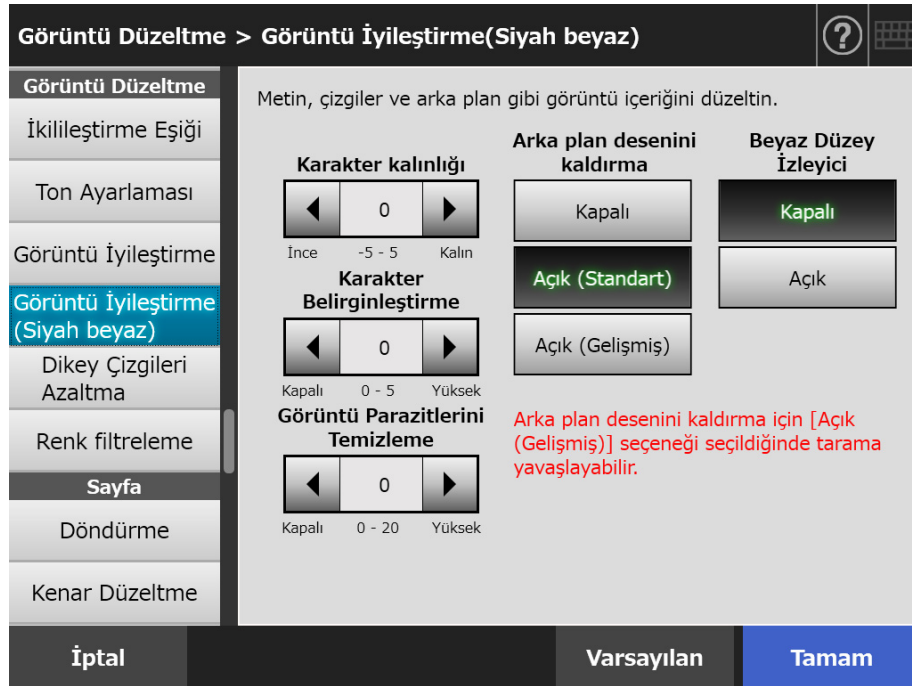 Görüntü Düzeltme > Görüntü İyileştirme(Siyah beyaz)
?
Görüntü Düzeltme
İkilileştirme Eşiği
Ton Ayarlaması
Görüntü İyileştirme
Görüntü İyileştirme
(Siyah beyaz)
Dikey Çizgileri
Azaltma
Renk filtreleme
Sayfa
Döndürme
Kenar Düzeltme
Metin, çizgiler ve arka plan gibi görüntü içeriğini düzeltin.
Karakter kalınlığı
0
İnce -5 - 5 Kalın
Karakter
Belirginleştirme
0
Kapalı 0 - 5 Yüksek
Görüntü Parazitlerini
Temizleme
0
Kapalı 0 - 20 Yüksek
Arka plan desenini
kaldırma
Kapalı
Açık (Standart)
Açık (Gelişmiş)
Beyaz Düzey
İzleyici
Kapalı
Açık
Arka plan desenini kaldırma için [Açık
(Gelişmiş)] seçeneği seçildiğinde tarama
yavaşlayabilir.
İptal
Varsayılan
Tamam